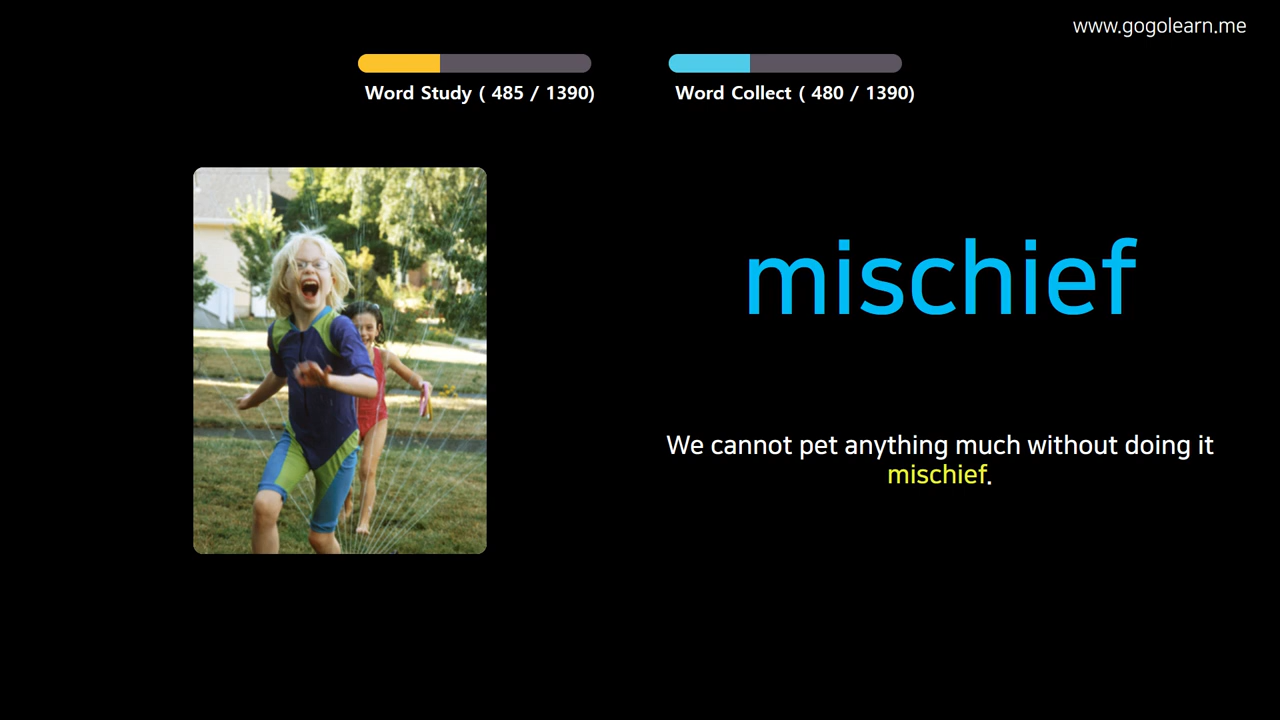 www.gogolearn.me
Word Study ( 485 / 1390)
Word Collect ( 480 / 1390)
mischief
We cannot pet anything much without doing it
mischief.